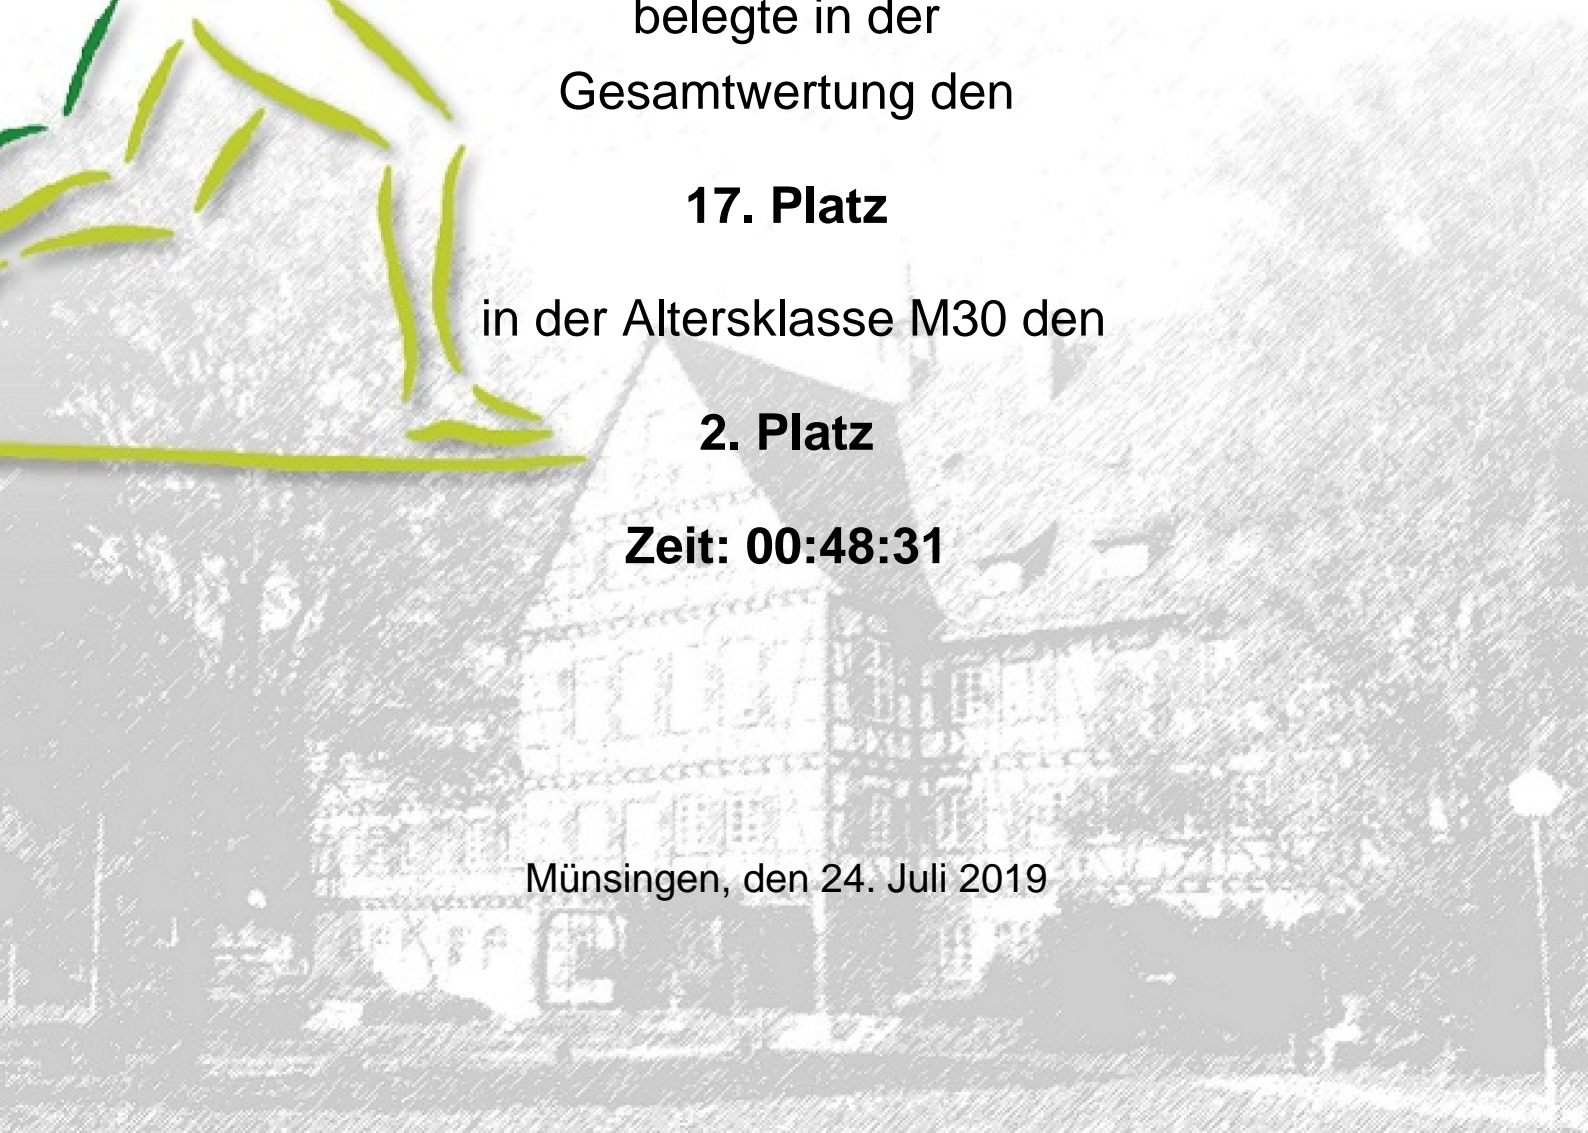 belegte in der
Gesamtwertung den
17. Platz
in der Altersklasse M30 den
2. Platz
Zeit: 00:48:31
Münsingen, den 24. Juli 2019